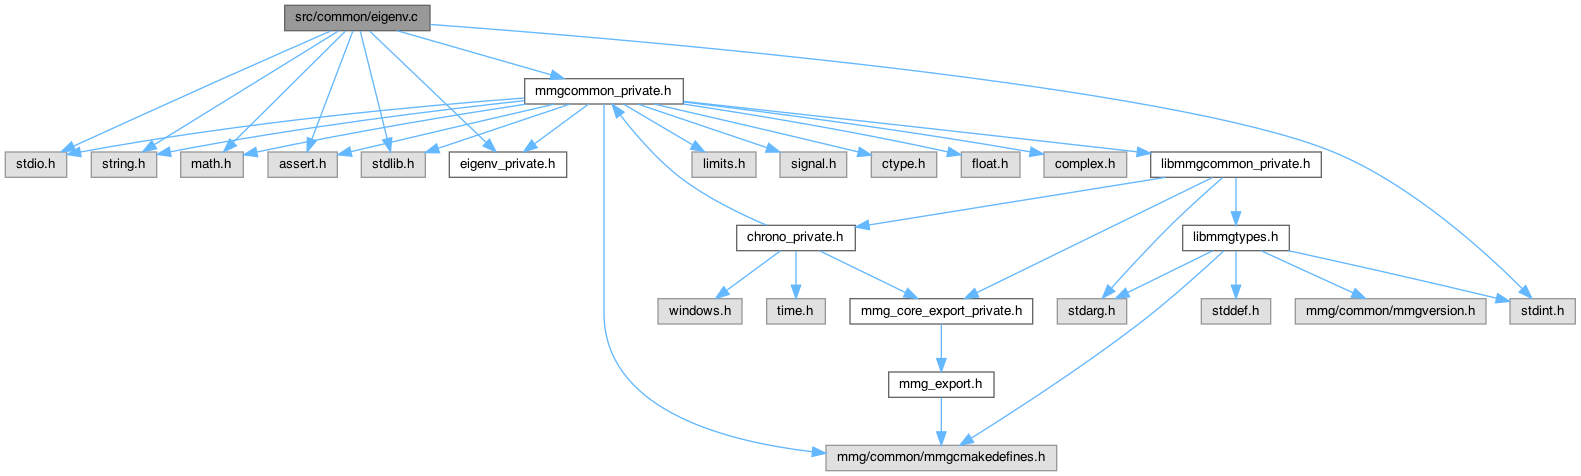 src/common/eigenv.c
mmgcommon_private.h
stdio.h
string.h
math.h
assert.h
stdlib.h
eigenv_private.h
limits.h
signal.h
ctype.h
float.h
complex.h
libmmgcommon_private.h
chrono_private.h
libmmgtypes.h
windows.h
time.h
mmg_core_export_private.h
stdarg.h
stddef.h
mmg/common/mmgversion.h
stdint.h
mmg_export.h
mmg/common/mmgcmakedefines.h